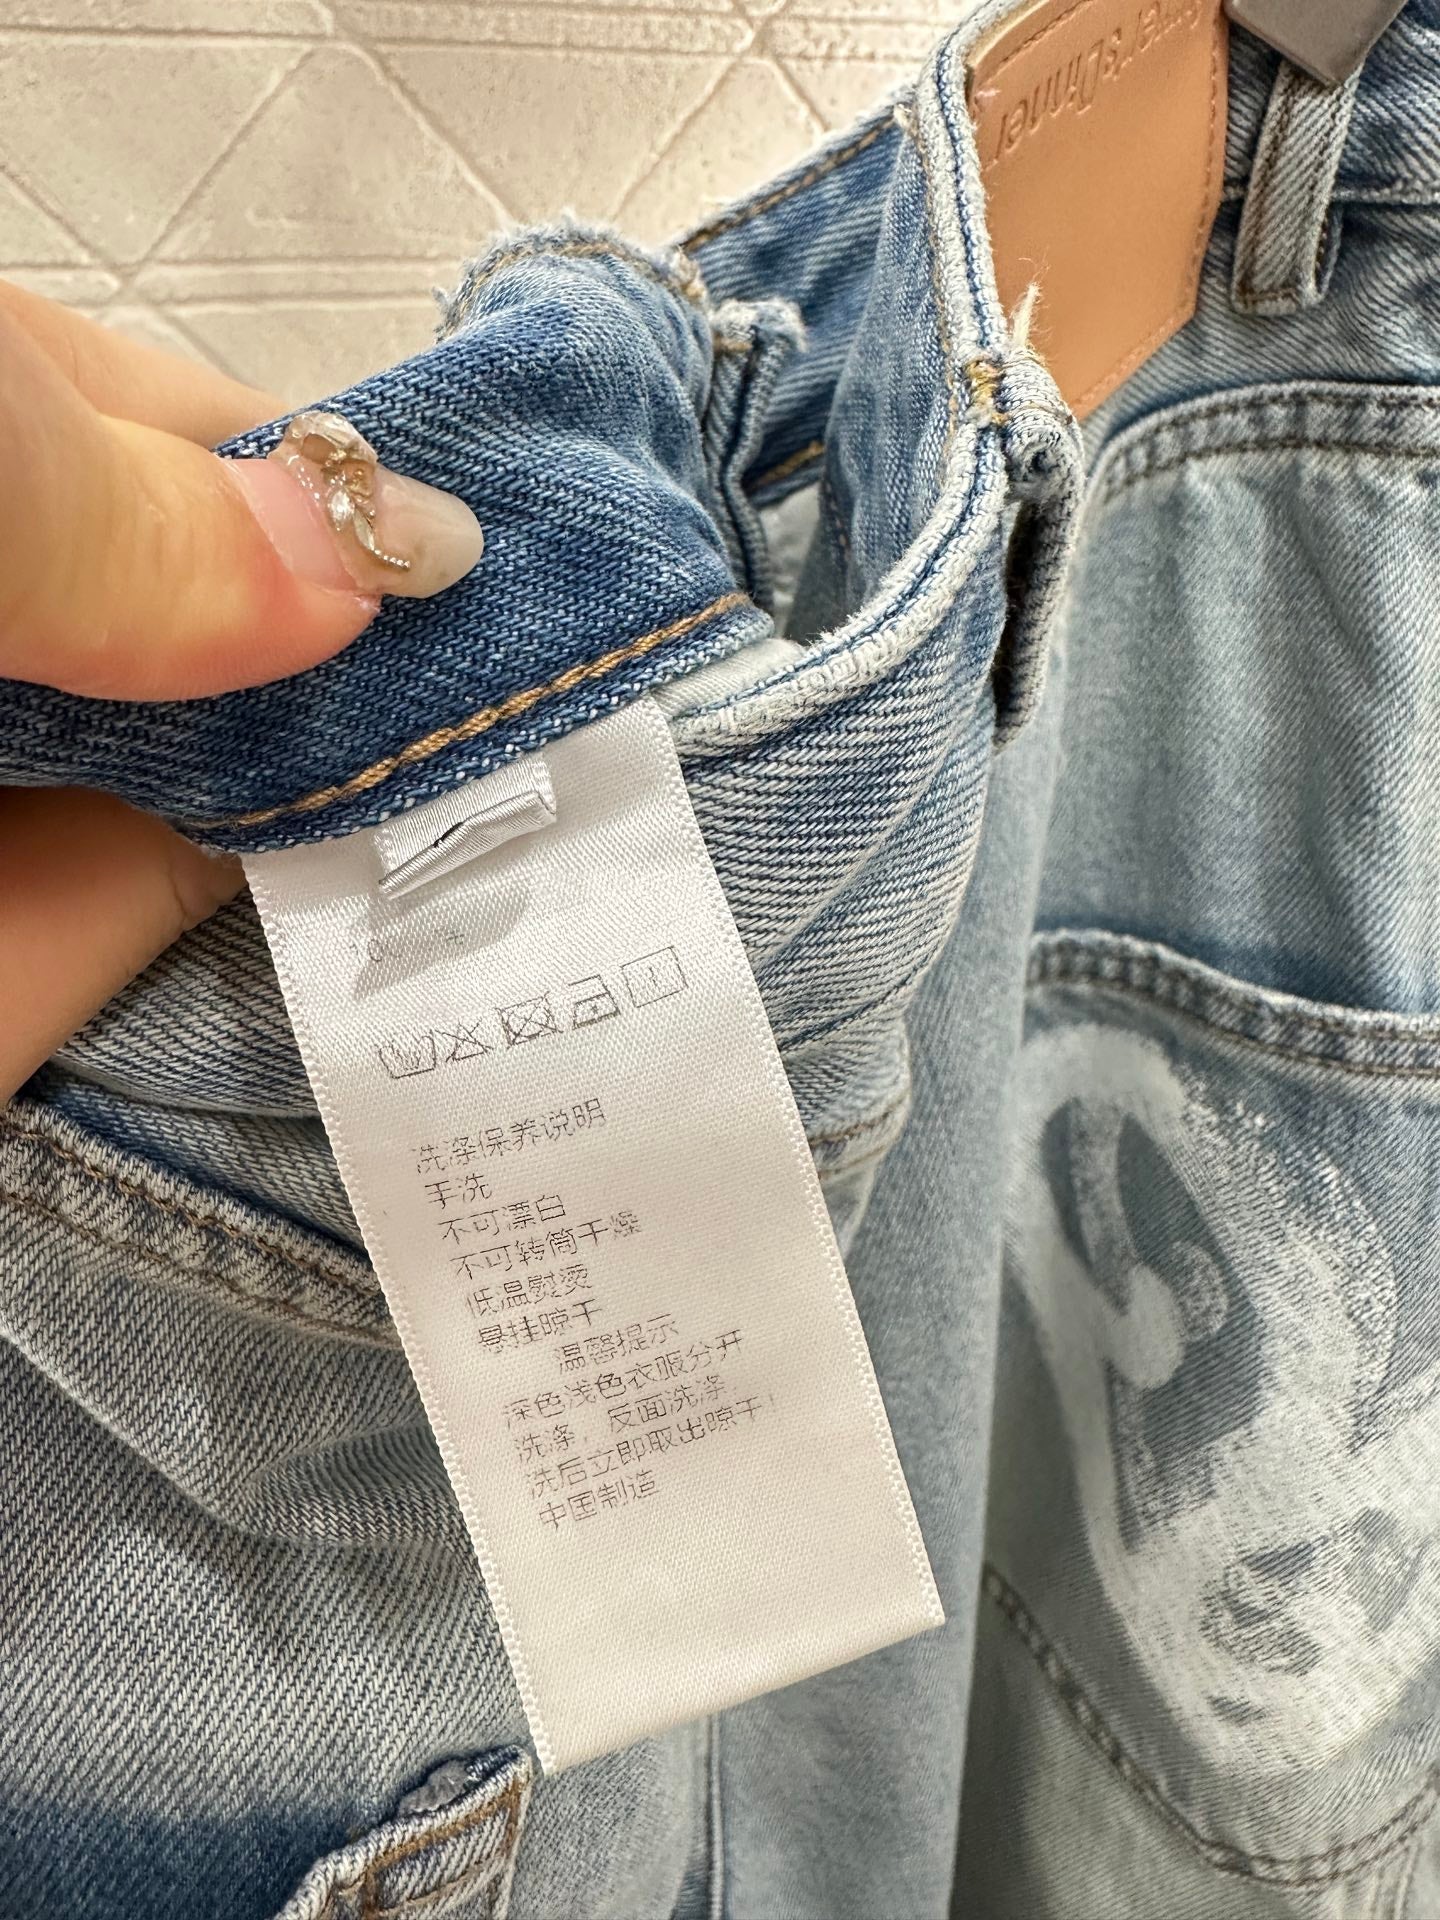 洗涤保养说明
手洗
不可漂白
不可转筒干燥
低温熨烫
悬挂晾干
温馨提示
深色浅色衣服分开
洗涤，反面洗涤，
洗后立即取出晾干！
中国制造